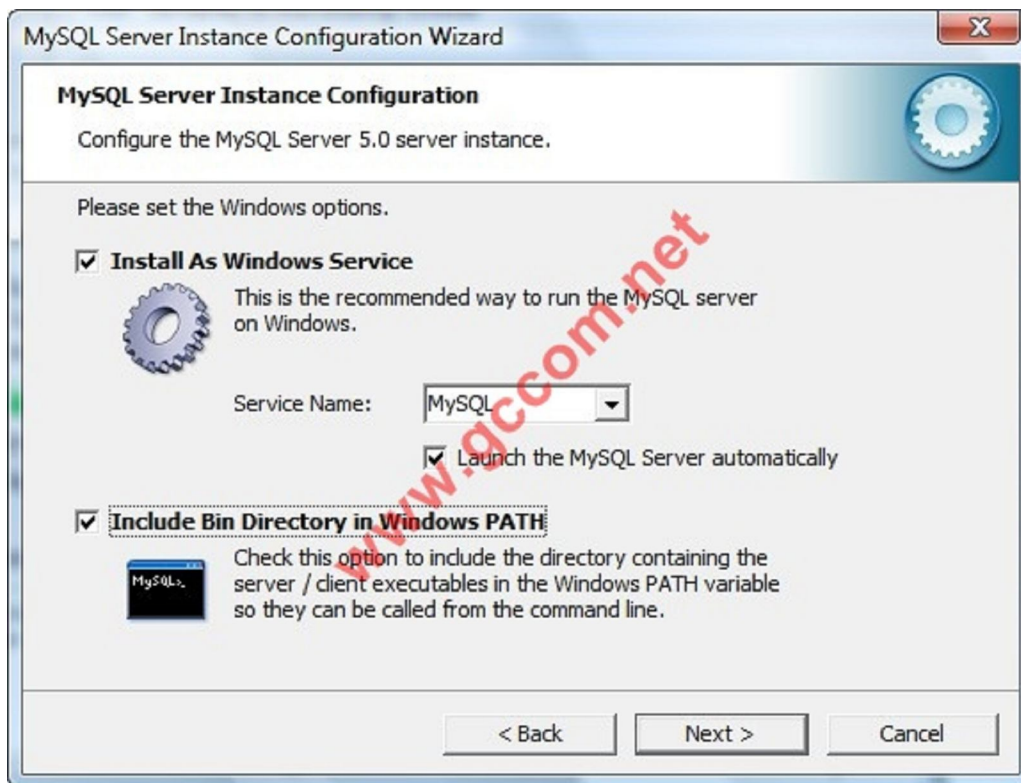 MySQL Server Instance Configuration Wizard
MySQL Server Instance Configuration
Configure the MySQL Server 5.0 server instance.
Please set the Windows options.
Install As Windows Service
This is the recommended way to run the MySQL server
on Windows.
Service Name: MySQL
Launch the MySQL Server automatically
Include Bin Directory in Windows PATH
Check this option to include the directory containing the
server / client executables in the Windows PATH variable
so they can be called from the command line.
MySQL>_
< Back Next > Cancel
www.gccom.net